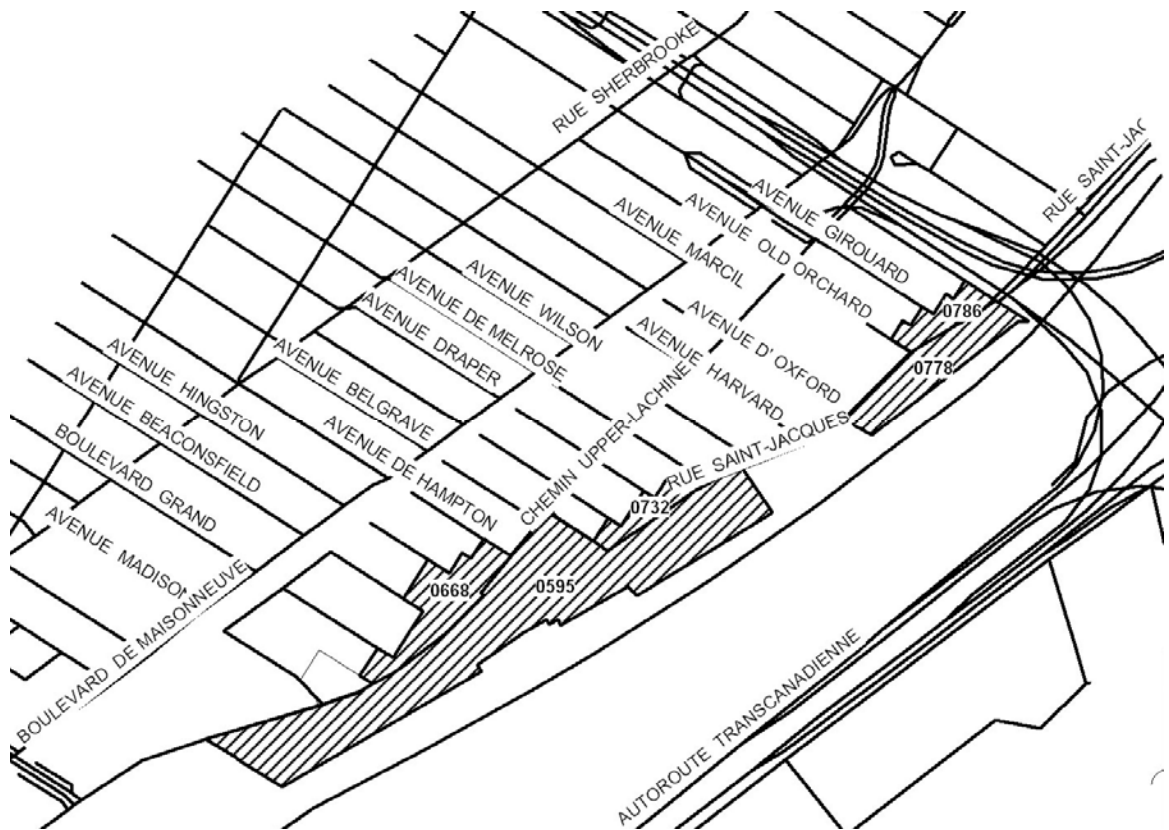 RUE SHERBROOKE
RUE SAINT-JAC
AVENUE GIROUARD
AVENUE OLD ORCHARD
AVENUE MARCIL
AVENUE WILSON
AVENUE DE MELROSE
AVENUE DRAPER
AVENUE D' OXFORD
AVENUE HARVARD
0786
0778
AVENUE BELGRAVE
AVENUE HINGSTON
AVENUE BEACONSFIELD
AVENUE DE HAMPTON
CHEMIN UPPER-LACHINE
RUE SAINT-JACQUES
BOULEVARD GRAND
AVENUE MADISON
0732
0668
0595
BOULEVARD DE MAISONNEUVE
AUTOROUTE TRANSCANADIENNE